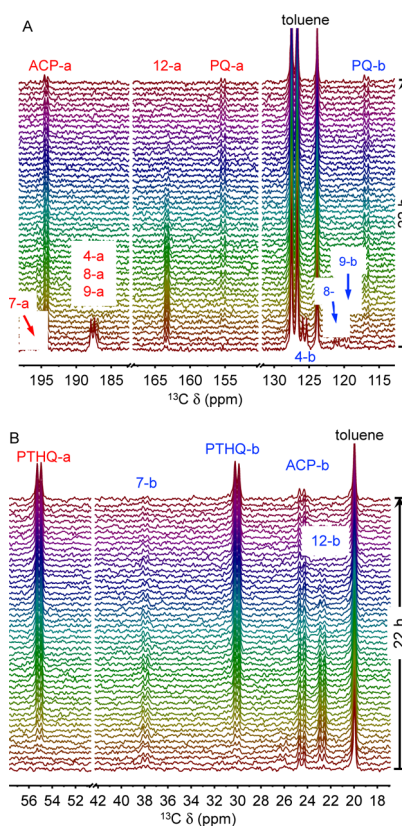 A
toluene
ACP-a
12-a
PQ-a
PQ-b
4-a
8-a
9-a
7-a
9-b
8-
4-b
195 185 165 155 130 125 120 115
¹³C δ (ppm)
B
toluene
PTHQ-a
PTHQ-b
7-b
ACP-b
12-b
22 h
56 54 52 42 40 38 36 34 32 30 28 26 24 22 20 18
¹³C δ (ppm)